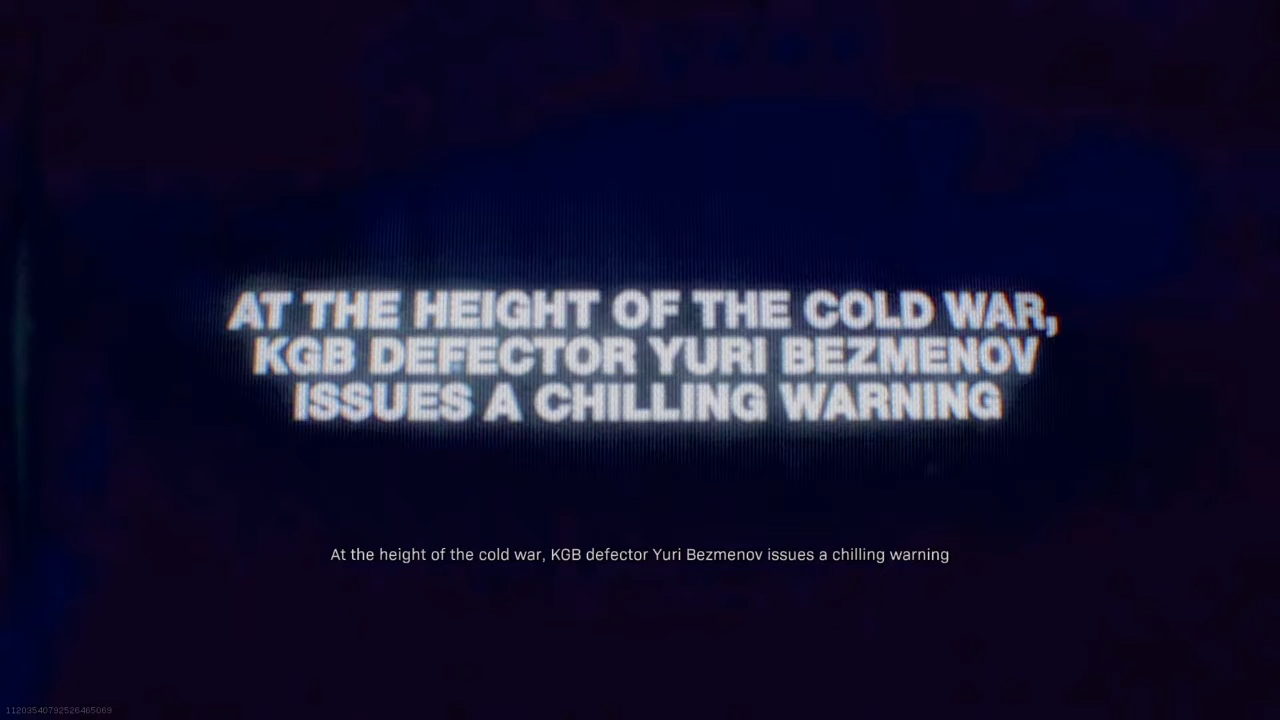 AT THE HEIGHT OF THE COLD WAR,
KGB DEFECTOR YURI BEZMENOV
ISSUES A CHILLING WARNING
At the height of the cold war, KGB defector Yuri Bezmenov issues a chilling warning
11203540792526465069